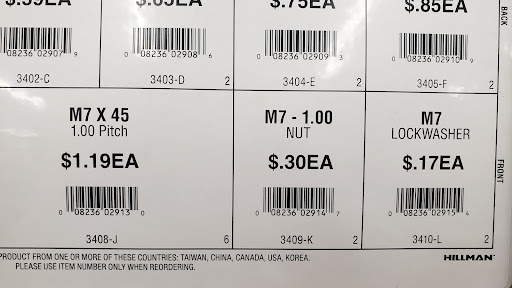 $.75EA
$.85EA
BACK
0 08236 02907 9
0 08236 02908 6
0 08236 02909 3
0 08236 02910 9
3402-C
3403-D 2
3404-E 2
3405-F 2
M7 X 45
1.00 Pitch
$1.19EA
0 08236 02913 0
3408-J 6
M7 - 1.00
NUT
$.30EA
0 08236 02914 7
3409-K 2
M7
LOCKWASHER
$.17EA
0 08236 02915 4
3410-L 2
FRONT
PRODUCT FROM ONE OR MORE OF THESE COUNTRIES: TAIWAN, CHINA, CANADA, USA, KOREA.
PLEASE USE ITEM NUMBER ONLY WHEN REORDERING.
HILLMAN